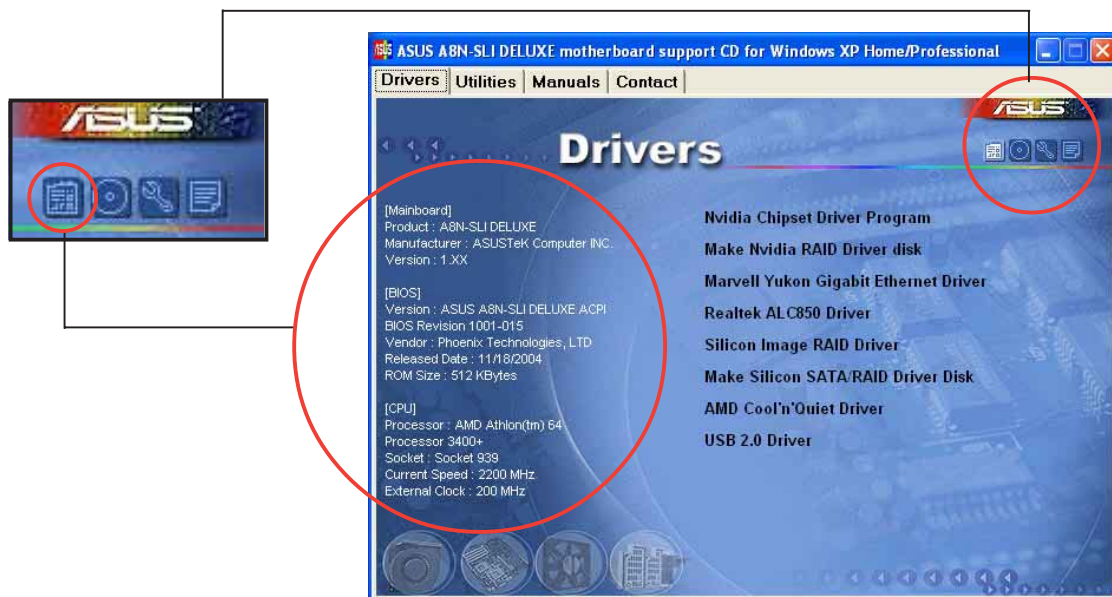 ASUS
ASUS A8N-SLI DELUXE motherboard support CD for Windows XP Home/Professional
Drivers Utilities Manuals Contact
ASUS
Drivers
[Mainboard]
Product : A8N-SLI DELUXE
Manufacturer : ASUSTeK Computer INC.
Version : 1.XX
[BIOS]
Version : ASUS A8N-SLI DELUXE ACPI
BIOS Revision 1001-015
Vendor : Phoenix Technologies, LTD
Released Date : 11/18/2004
ROM Size : 512 KBytes
[CPU]
Processor : AMD Athlon(tm) 64
Processor 3400+
Socket : Socket 939
Current Speed : 2200 MHz
External Clock : 200 MHz
Nvidia Chipset Driver Program
Make Nvidia RAID Driver disk
Marvell Yukon Gigabit Ethernet Driver
Realtek ALC850 Driver
Silicon Image RAID Driver
Make Silicon SATA/RAID Driver Disk
AMD Cool'n'Quiet Driver
USB 2.0 Driver